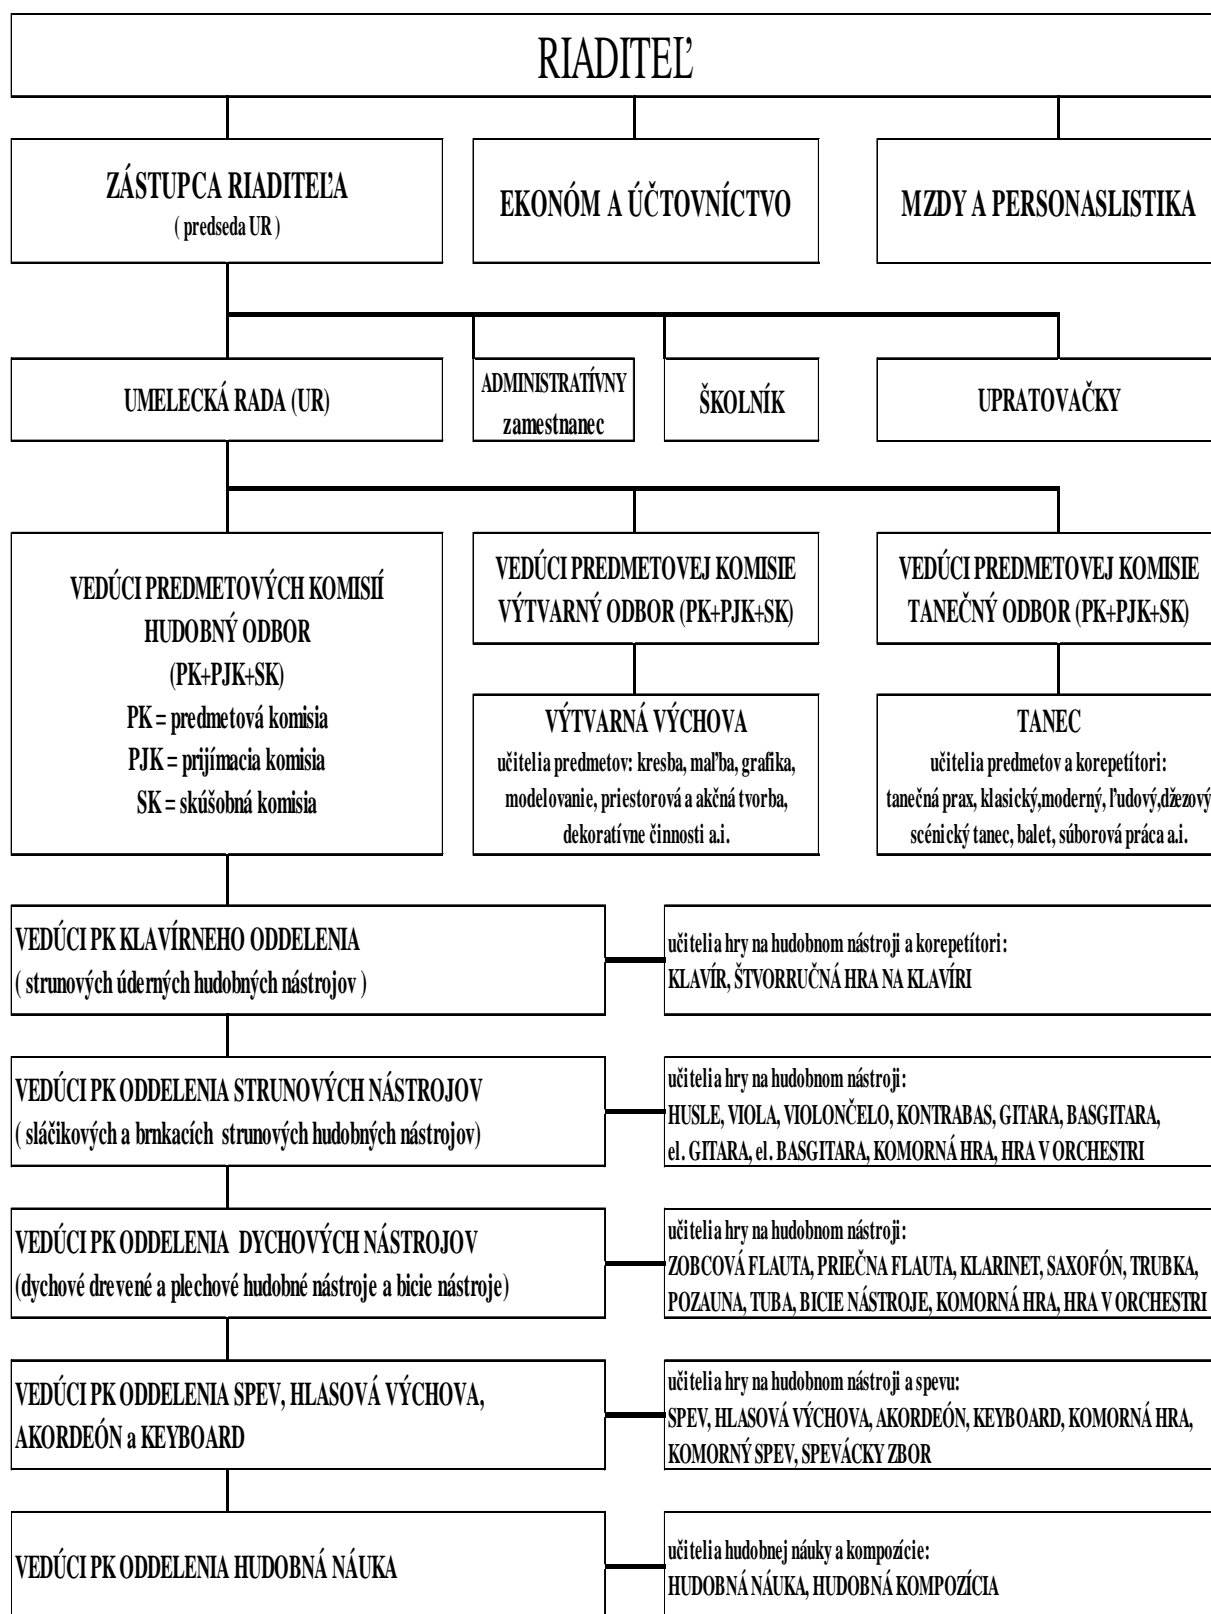 RIADITEĽ
ZÁSTUPCA RIADITEĽA
( predseda UR )
EKONÓM A ÚČTOVNÍCTVO
MZDY A PERSONASLISTIKA
UMELECKÁ RADA (UR)
ADMINISTRATÍVNY
zamestnanec
ŠKOLNÍK
UPRATOVAČKY
VEDÚCI PREDMETOVÝCH KOMISIÍ
HUDOBNÝ ODBOR
(PK+PJK+SK)
PK = predmetová komisia
PJK = prijímacia komisia
SK = skúšobná komisia
VEDÚCI PREDMETOVEJ KOMISIE
VÝTVARNÝ ODBOR (PK+PJK+SK)
VEDÚCI PREDMETOVEJ KOMISIE
TANEČNÝ ODBOR (PK+PJK+SK)
VÝTVARNÁ VÝCHOVA
učitelia predmetov: kresba, maľba, grafika,
modelovanie, priestorová a akčná tvorba,
dekoratívne činnosti a.i.
TANEC
učitelia predmetov a korepetítori:
tanečná prax, klasický,moderný, ľudový,džezový,
scénický tanec, balet, súborová práca a.i.
VEDÚCI PK KLAVÍRNEHO ODDELENIA
( strunových úderných hudobných nástrojov )
učitelia hry na hudobnom nástroji a korepetítori:
KLAVÍR, ŠTVORRUČNÁ HRA NA KLAVÍRI
VEDÚCI PK ODDELENIA STRUNOVÝCH NÁSTROJOV
( sláčikových a brnkacích strunových hudobných nástrojov)
učitelia hry na hudobnom nástroji:
HUSLE, VIOLA, VIOLONČELO, KONTRABAS, GITARA, BASGITARA,
el. GITARA, el. BASGITARA, KOMORNÁ HRA, HRA V ORCHESTRI
VEDÚCI PK ODDELENIA DYCHOVÝCH NÁSTROJOV
(dychové drevené a plechové hudobné nástroje a bicie nástroje)
učitelia hry na hudobnom nástroji:
ZOBCOVÁ FLAUTA, PRIEČNA FLAUTA, KLARINET, SAXOFÓN, TRUBKA,
POZAUNA, TUBA, BICIE NÁSTROJE, KOMORNÁ HRA, HRA V ORCHESTRI
VEDÚCI PK ODDELENIA SPEV, HLASOVÁ VÝCHOVA,
AKORDEÓN a KEYBOARD
učitelia hry na hudobnom nástroji a spevu:
SPEV, HLASOVÁ VÝCHOVA, AKORDEÓN, KEYBOARD, KOMORNÁ HRA,
KOMORNÝ SPEV, SPEVÁCKY ZBOR
VEDÚCI PK ODDELENIA HUDOBNÁ NÁUKA
učitelia hudobnej náuky a kompozície:
HUDOBNÁ NÁUKA, HUDOBNÁ KOMPOZÍCIA